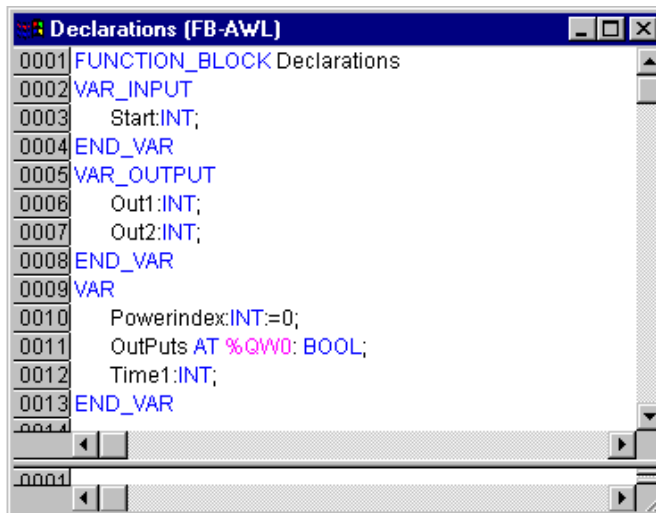 Declarations (FB-AWL)
0001 FUNCTION_BLOCK Declarations
0002 VAR_INPUT
0003 Start:INT;
0004 END_VAR
0005 VAR_OUTPUT
0006 Out1:INT;
0007 Out2:INT;
0008 END_VAR
0009 VAR
0010 Powerindex:INT:=0;
0011 OutPuts AT %QW0: BOOL;
0012 Time1:INT;
0013 END_VAR
0014
0001